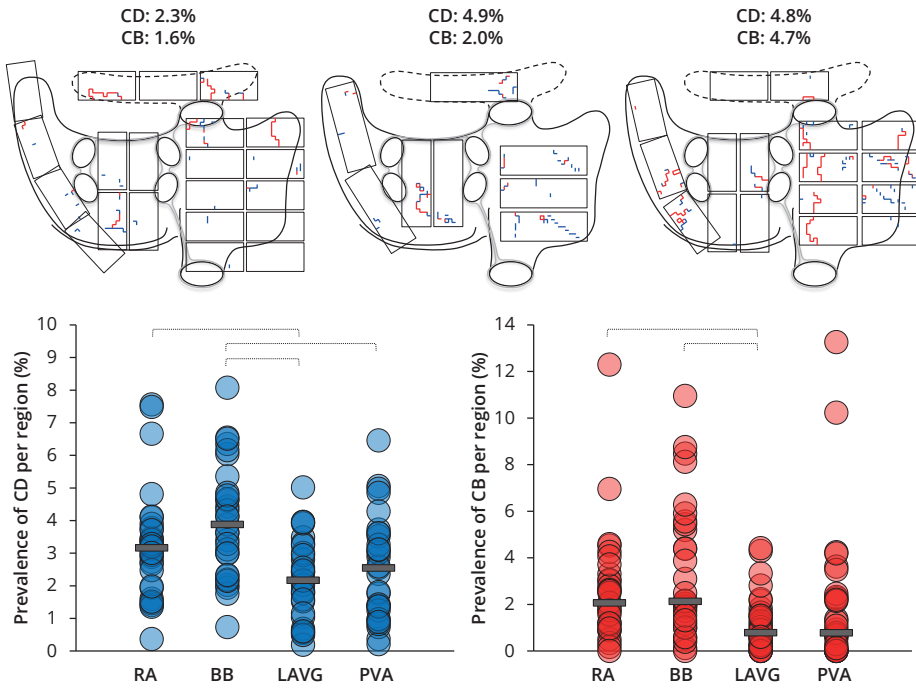 CD: 2.3%
CB: 1.6%
CD: 4.9%
CB: 2.0%
CD: 4.8%
CB: 4.7%
Prevalence of CD per region (%)
10
9
8
7
6
5
4
3
2
1
0
RA BB LAVG PVA
Prevalence of CB per region (%)
14
12
10
8
6
4
2
0
RA BB LAVG PVA